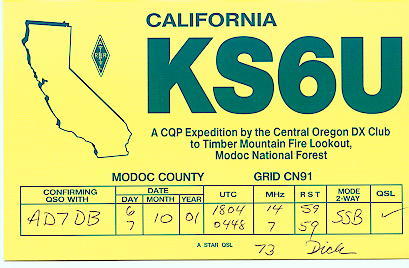 CALIFORNIA
KS6U
A CQP Expedition by the Central Oregon DX Club
to Timber Mountain Fire Lookout,
Modoc National Forest
MODOC COUNTY GRID CN91
CONFIRMING QSO WITH DATE DAY MONTH YEAR UTC MHz R S T MODE 2-WAY QSL
AD7DB 6 10 01 1804 14 59 SSB ✓
7 0448 7 59
A STAR QSL 73 Dick